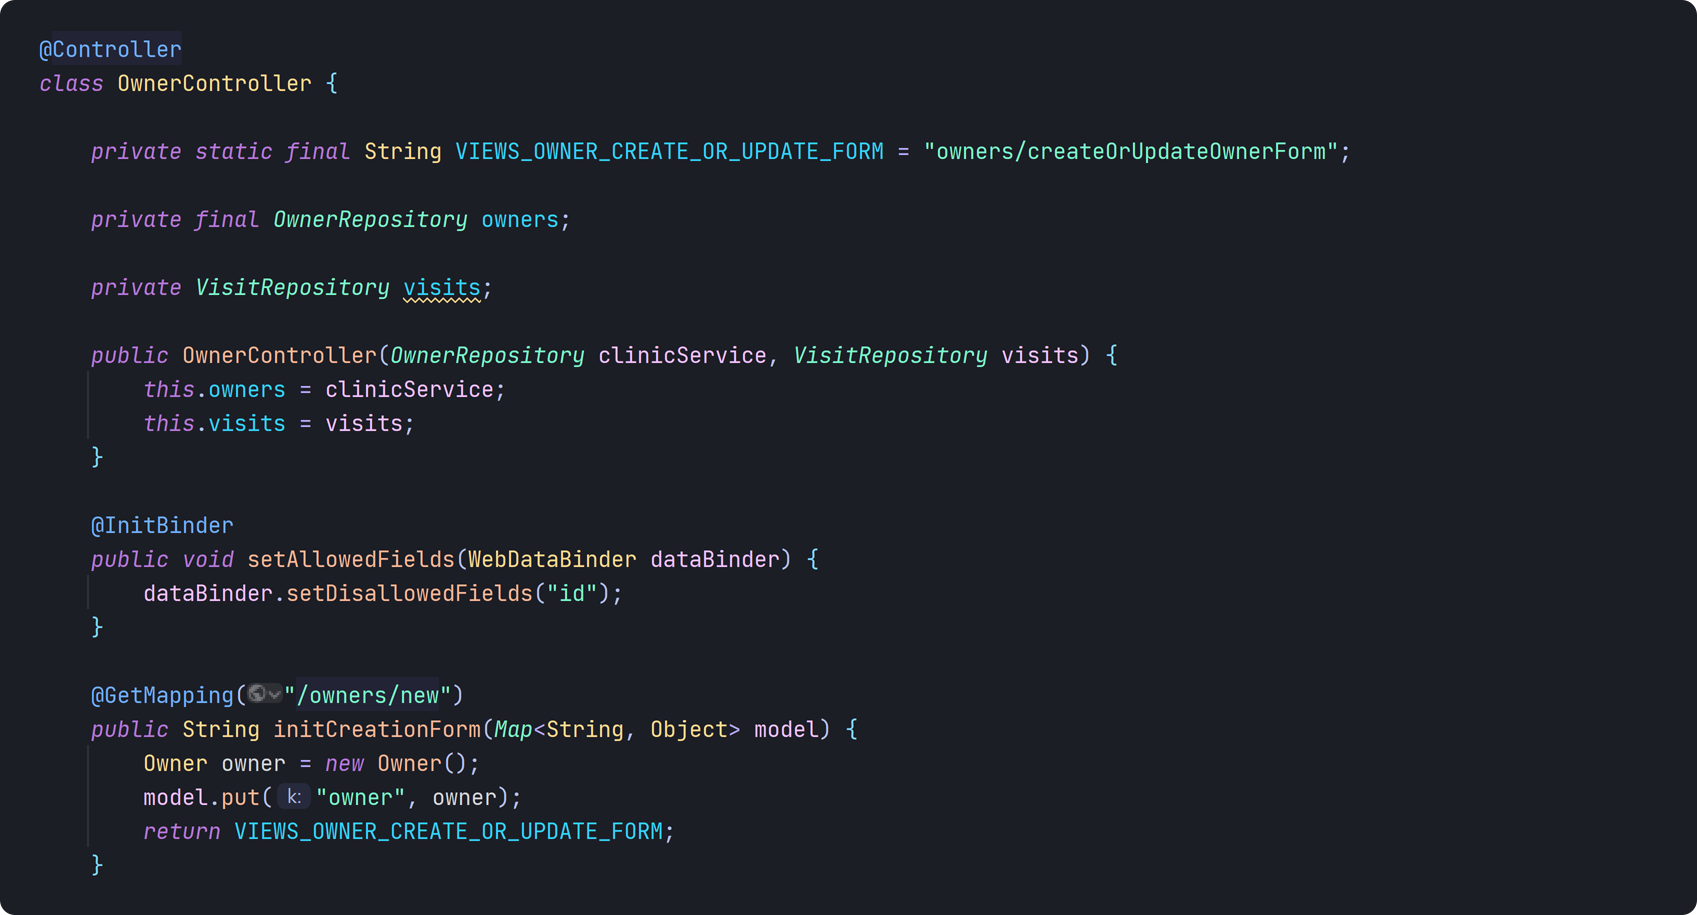 @Controller
class OwnerController {
private static final String VIEWS_OWNER_CREATE_OR_UPDATE_FORM = "owners/createOrUpdateOwnerForm";
private final OwnerRepository owners;
private VisitRepository visits;
public OwnerController(OwnerRepository clinicService, VisitRepository visits) {
this.owners = clinicService;
this.visits = visits;
}
@InitBinder
public void setAllowedFields(WebDataBinder dataBinder) {
dataBinder.setDisallowedFields("id");
}
@GetMapping("/owners/new")
public String initCreationForm(Map<String, Object> model) {
Owner owner = new Owner();
model.put( k: "owner", owner);
return VIEWS_OWNER_CREATE_OR_UPDATE_FORM;
}